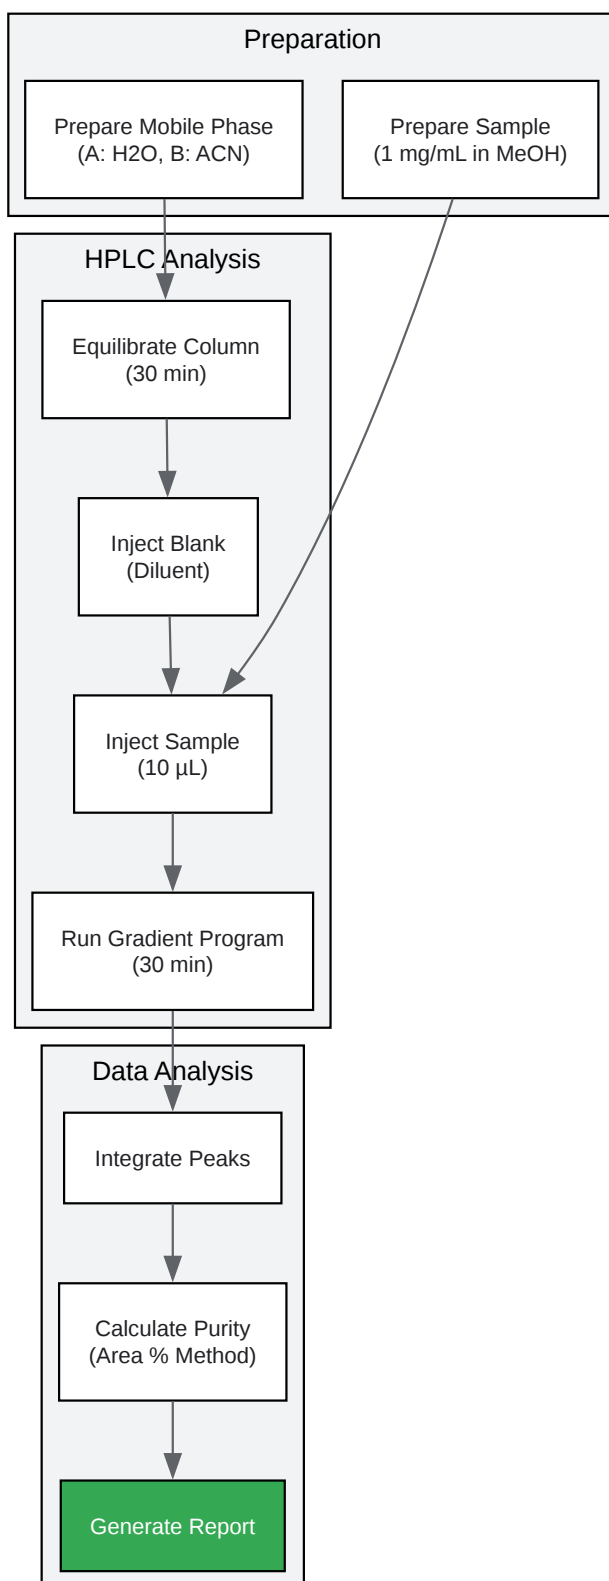 Preparation
Prepare Mobile Phase
(A: H2O, B: ACN)
Prepare Sample
(1 mg/mL in MeOH)
HPLC Analysis
Equilibrate Column
(30 min)
Inject Blank
(Diluent)
Inject Sample
(10 µL)
Run Gradient Program
(30 min)
Data Analysis
Integrate Peaks
Calculate Purity
(Area % Method)
Generate Report